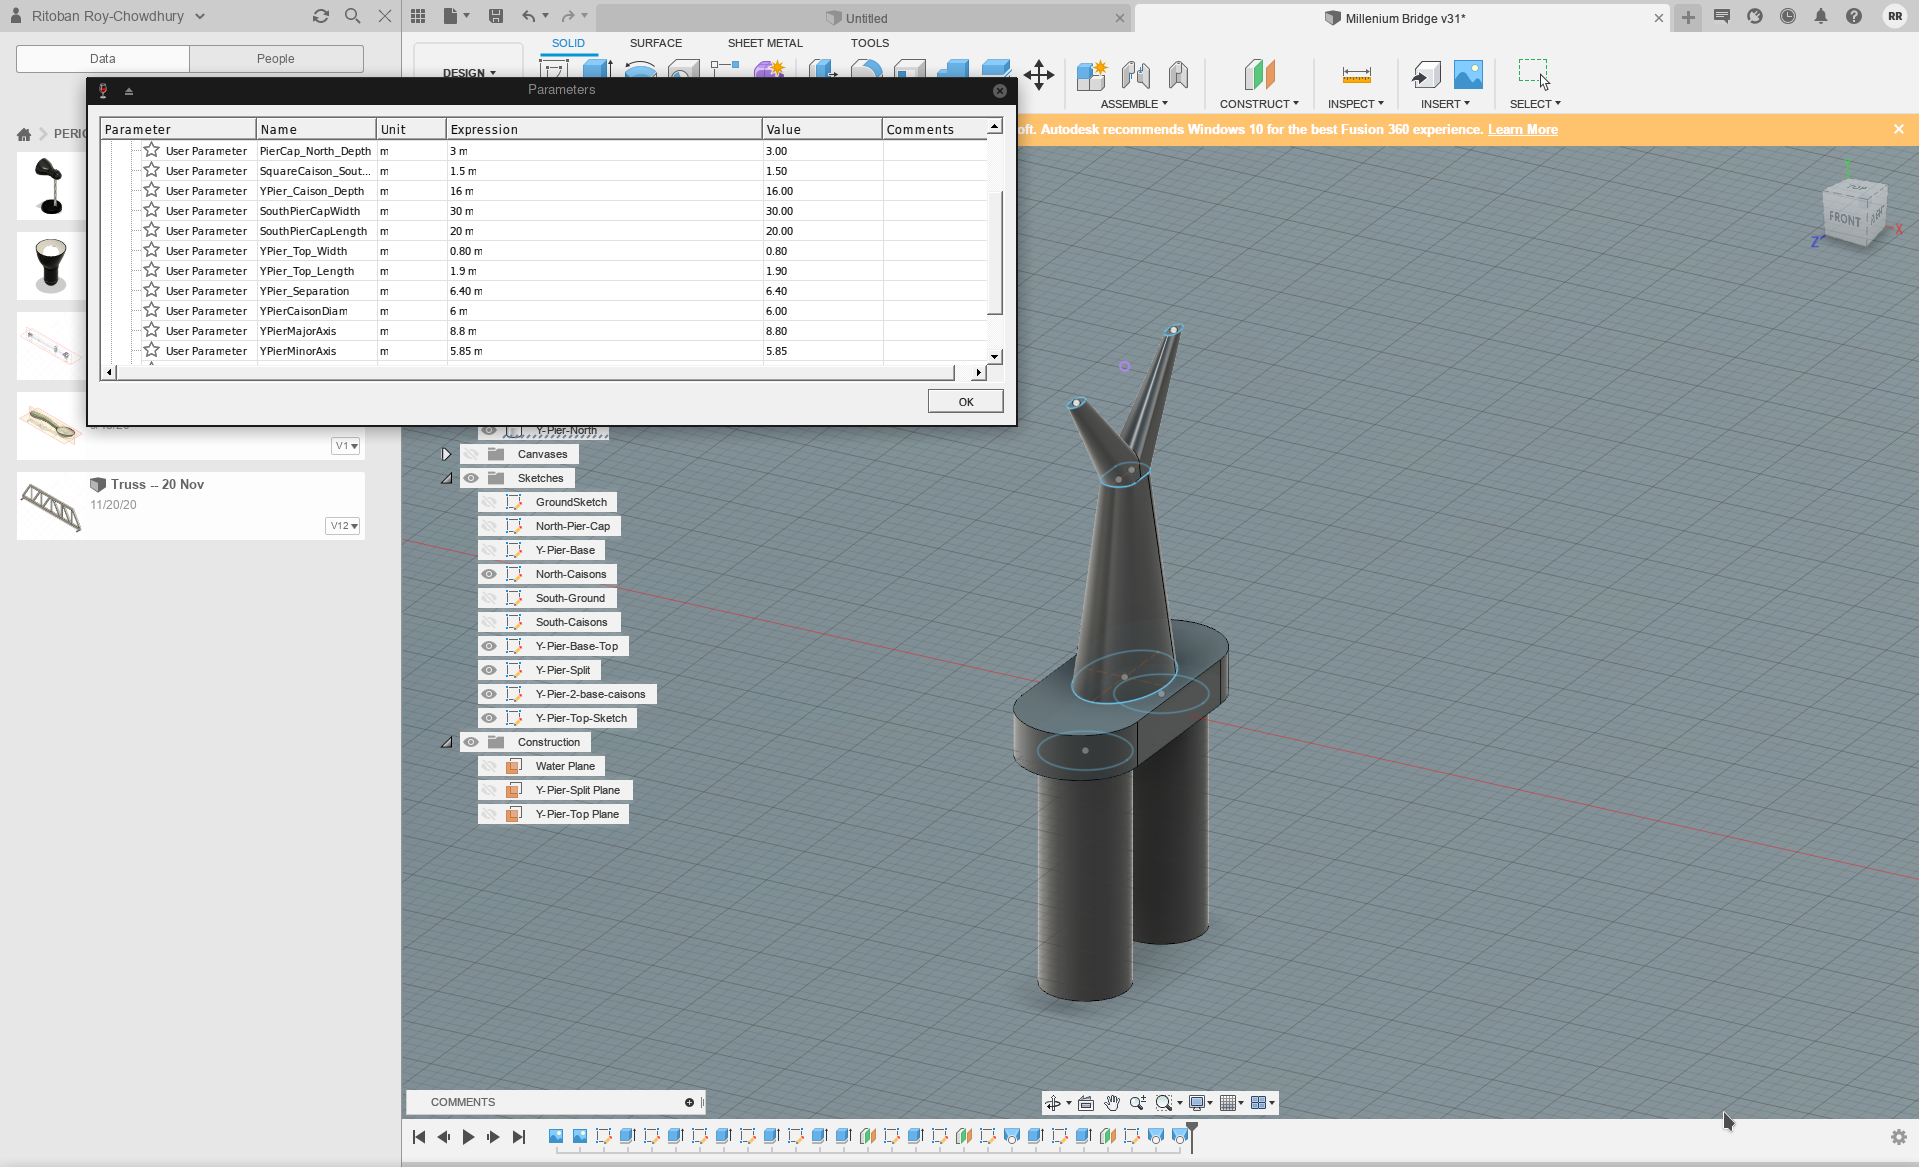 Ritoban Roy-Chowdhury
Untitled
Millenium Bridge v31*
RR
Data
People
DESIGN
SOLID
SURFACE
SHEET METAL
TOOLS
ASSEMBLE
CONSTRUCT
INSPECT
INSERT
SELECT
oft. Autodesk recommends Windows 10 for the best Fusion 360 experience. Learn More
PERI
Parameters
Parameter Name Unit Expression Value Comments
User Parameter PierCap_North_Depth m 3 m 3.00
User Parameter SquareCaison_Sout... m 1.5 m 1.50
User Parameter YPier_Caison_Depth m 16 m 16.00
User Parameter SouthPierCapWidth m 30 m 30.00
User Parameter SouthPierCapLength m 20 m 20.00
User Parameter YPier_Top_Width m 0.80 m 0.80
User Parameter YPier_Top_Length m 1.9 m 1.90
User Parameter YPier_Separation m 6.40 m 6.40
User Parameter YPierCaisonDiam m 6 m 6.00
User Parameter YPierMajorAxis m 8.8 m 8.80
User Parameter YPierMinorAxis m 5.85 m 5.85
OK
V1
Truss -- 20 Nov
11/20/20
V12
Y-Pier-North
Canvases
Sketches
GroundSketch
North-Pier-Cap
Y-Pier-Base
North-Caisons
South-Ground
South-Caisons
Y-Pier-Base-Top
Y-Pier-Split
Y-Pier-2-base-caisons
Y-Pier-Top-Sketch
Construction
Water Plane
Y-Pier-Split Plane
Y-Pier-Top Plane
TOP
FRONT
RIGHT
Y
X
Z
COMMENTS